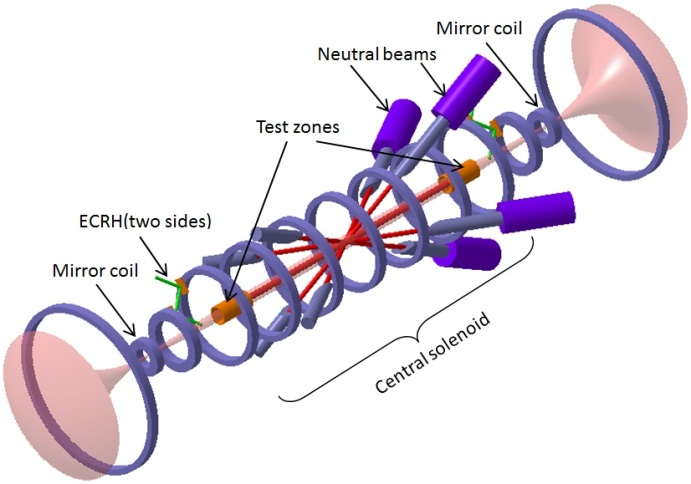 Mirror coil
Neutral beams
Test zones
ECRH(two sides)
Mirror coil
Central solenoid